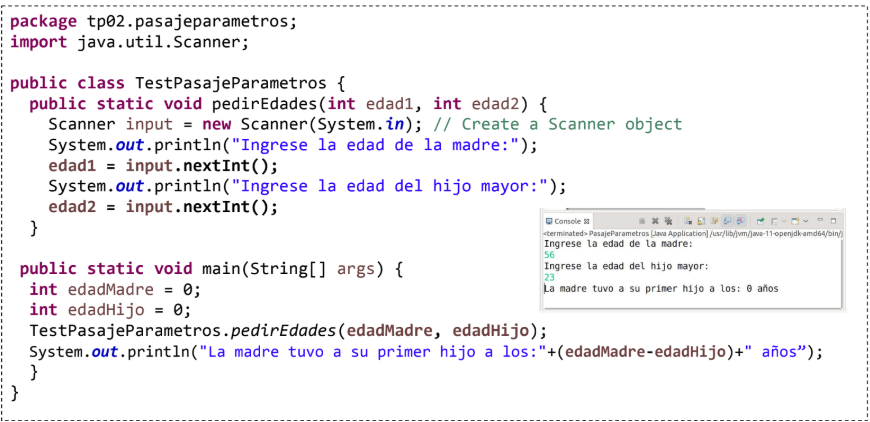 package tp02.pasajeparametros;
import java.util.Scanner;
public class TestPasajeParametros {
public static void pedirEdades(int edad1, int edad2) {
Scanner input = new Scanner(System.in); // Create a Scanner object
System.out.println("Ingrese la edad de la madre:");
edad1 = input.nextInt();
System.out.println("Ingrese la edad del hijo mayor:");
edad2 = input.nextInt();
}
Console
<terminated> PasajeParametros [Java Application] /usr/lib/jvm/java-11-openjdk-amd64/bin/j
Ingrese la edad de la madre:
56
Ingrese la edad del hijo mayor:
23
La madre tuvo a su primer hijo a los: 0 años
public static void main(String[] args) {
int edadMadre = 0;
int edadHijo = 0;
TestPasajeParametros.pedirEdades(edadMadre, edadHijo);
System.out.println("La madre tuvo a su primer hijo a los:"+(edadMadre-edadHijo)+" años”);
}
}